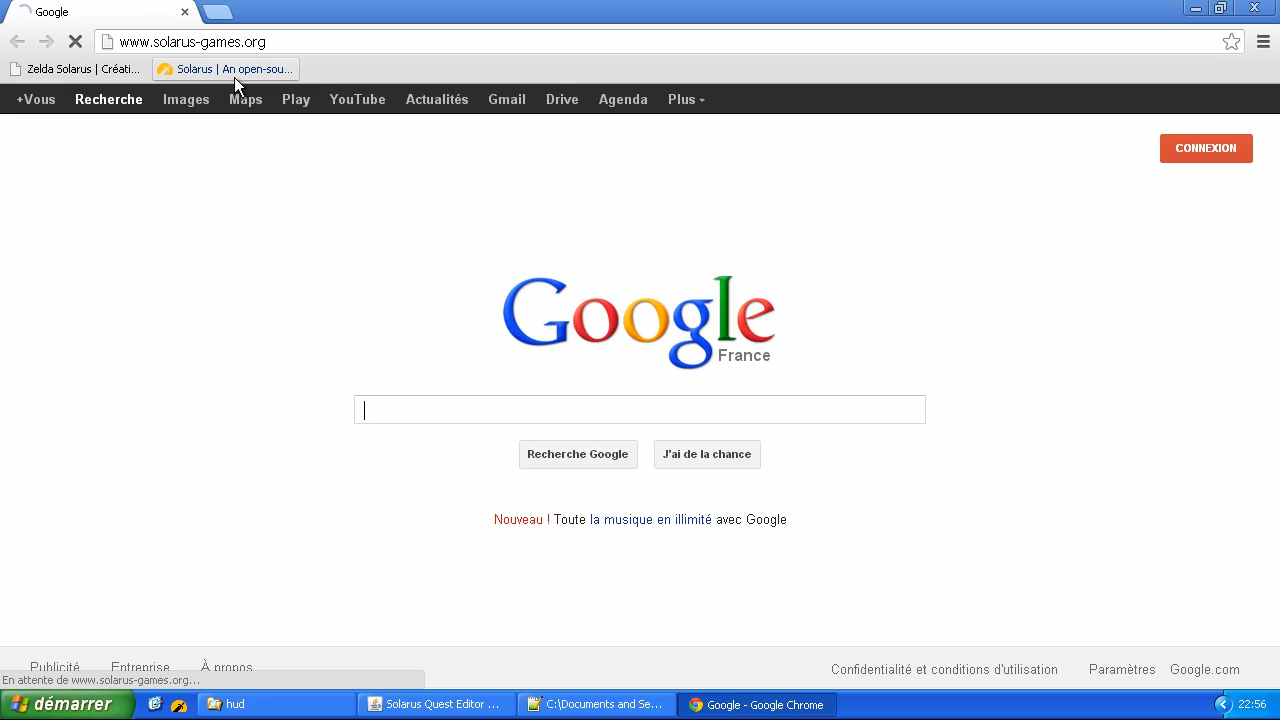 Google
www.solarus-games.org
Zelda Solarus | Créati... Solarus | An open-sou...
+Vous Recherche Images Maps Play YouTube Actualités Gmail Drive Agenda Plus
CONNEXION
Google
France
Recherche Google J'ai de la chance
Nouveau ! Toute la musique en illimité avec Google
Publicité Entreprise À propos Confidentialité et conditions d'utilisation Paramètres Google.com
En attente de www.solarus-games.org...
démarrer hud Solarus Quest Editor ... C:\Documents and Se... Google - Google Chrome 22:56